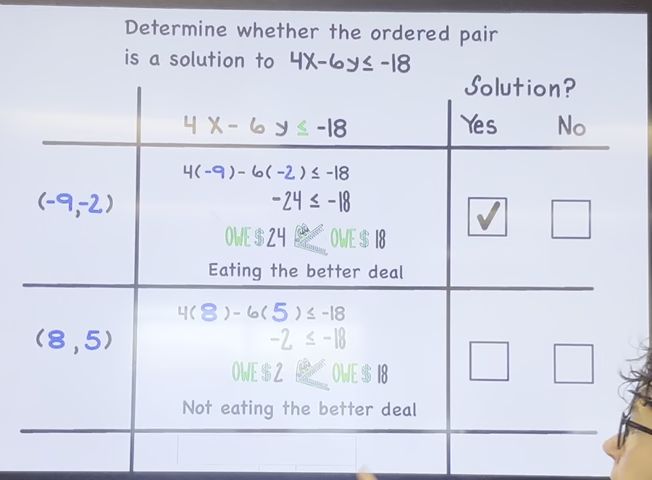 Determine whether the ordered pair
is a solution to 4X-6y≤ -18
Solution?
4 X - 6 y ≤ -18
Yes No
(-9,-2)
4(-9)-6(-2)≤ -18
-24 ≤ -18
OWE $24 OWE $ 18
Eating the better deal
✓
(8,5)
4(8)-6(5)≤ -18
-2 ≤ -18
OWE $2 OWE $ 18
Not eating the better deal